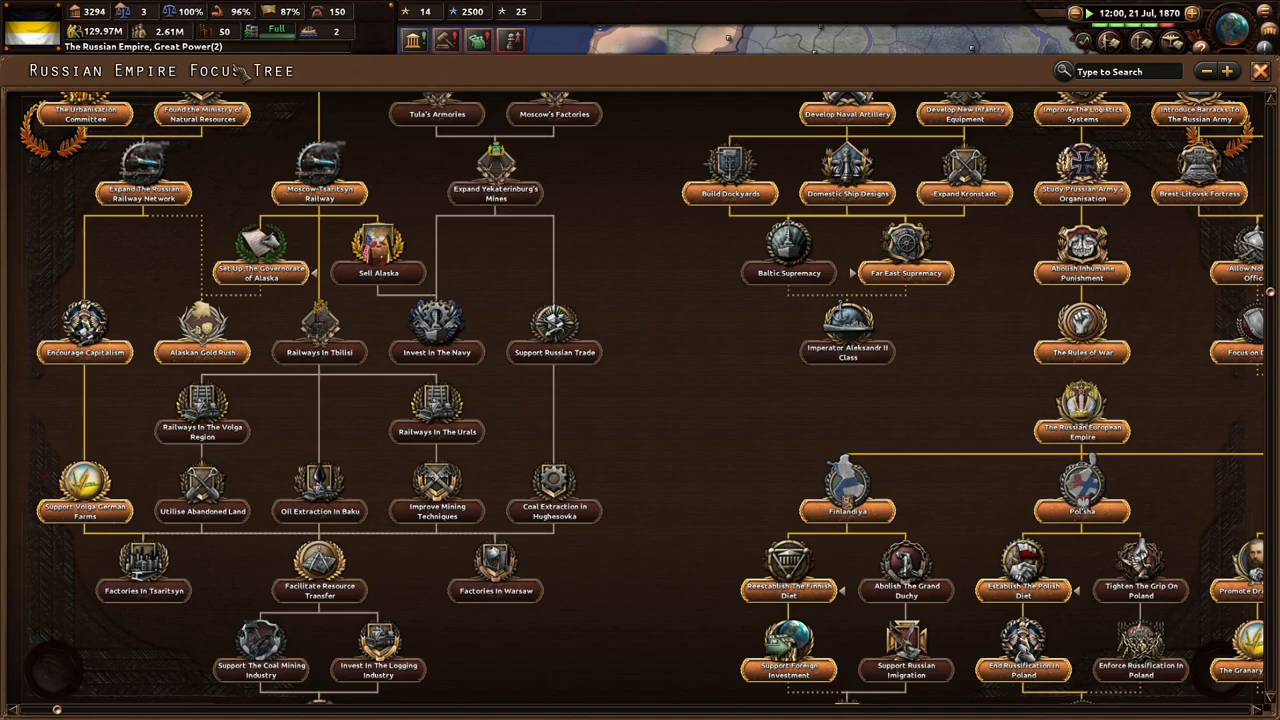 3294 3 100% 96% 87% 150 14 2500 25 12:00, 21 Jul, 1870
129.97M 2.61M 50 Full 2
The Russian Empire, Great Power(2)
Russian Empire Focus Tree
Type to Search
The Urbanisation
Committee
Found the Ministry of
Natural Resources
Tula's Armories
Moscow's Factories
Develop Naval Artillery
Develop New Infantry
Equipment
Improve The Logistics
Systems
Introduce Barracks To
The Russian Army
Expand The Russian
Railway Network
Moscow-Tsaritsyn
Railway
Expand Yekaterinburg's
Mines
Build Dockyards
Domestic Ship Designs
Expand Kronstadt
Study Prussian Army's
Organisation
Brest-Litovsk Fortress
Set Up The Governorate
of Alaska
Sell Alaska
Baltic Supremacy
Far East Supremacy
Abolish Inhumane
Punishment
Encourage Capitalism
Alaskan Gold Rush
Railways In Tbilisi
Invest In The Navy
Support Russian Trade
Imperator Aleksandr II
Class
The Rules of War
Railways In The Volga
Region
Railways In The Urals
The Russian European
Empire
Support Volga German
Farms
Utilise Abandoned Land
Oil Extraction In Baku
Improve Mining
Techniques
Coal Extraction in
Hughesovka
Finlandiya
Pol'sha
Factories In Tsaritsyn
Facilitate Resource
Transfer
Factories In Warsaw
Reestablish The Finnish
Diet
Abolish The Grand
Duchy
Establish The Polish
Diet
Tighten The Grip On
Poland
Promote
Support The Coal Mining
Industry
Invest In The Logging
Industry
Support Foreign
Investment
Support Russian
Imigration
End Russification In
Poland
Enforce Russification In
Poland
The Granary